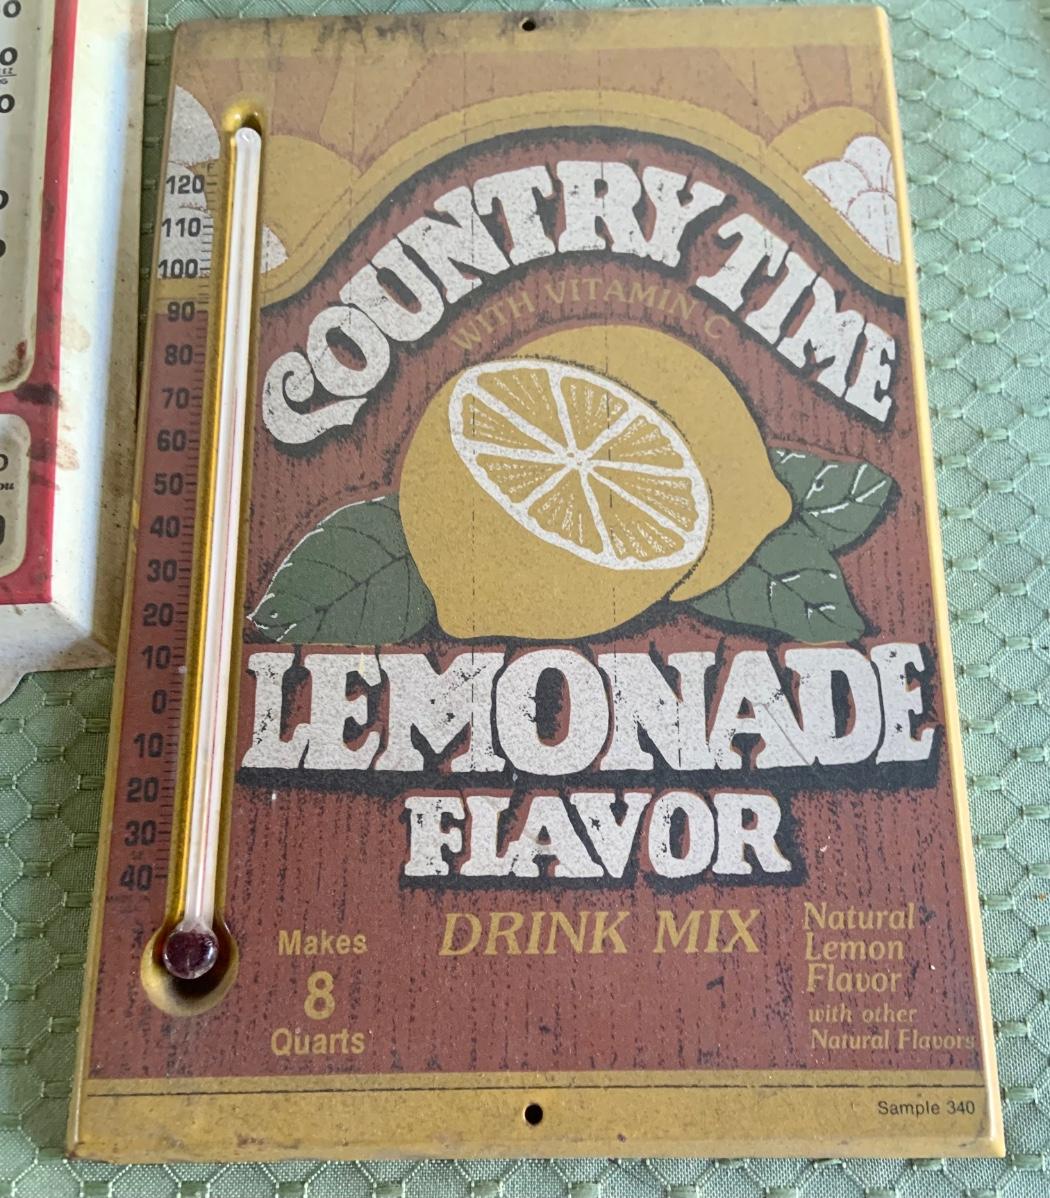 COUNTRY TIME
WITH VITAMIN C
LEMONADE
FLAVOR
DRINK MIX
Makes
8
Quarts
Natural
Lemon
Flavor
with other
Natural Flavors
Sample 340
120
110
100
90
80
70
60
50
40
30
20
10
0
10
20
30
40